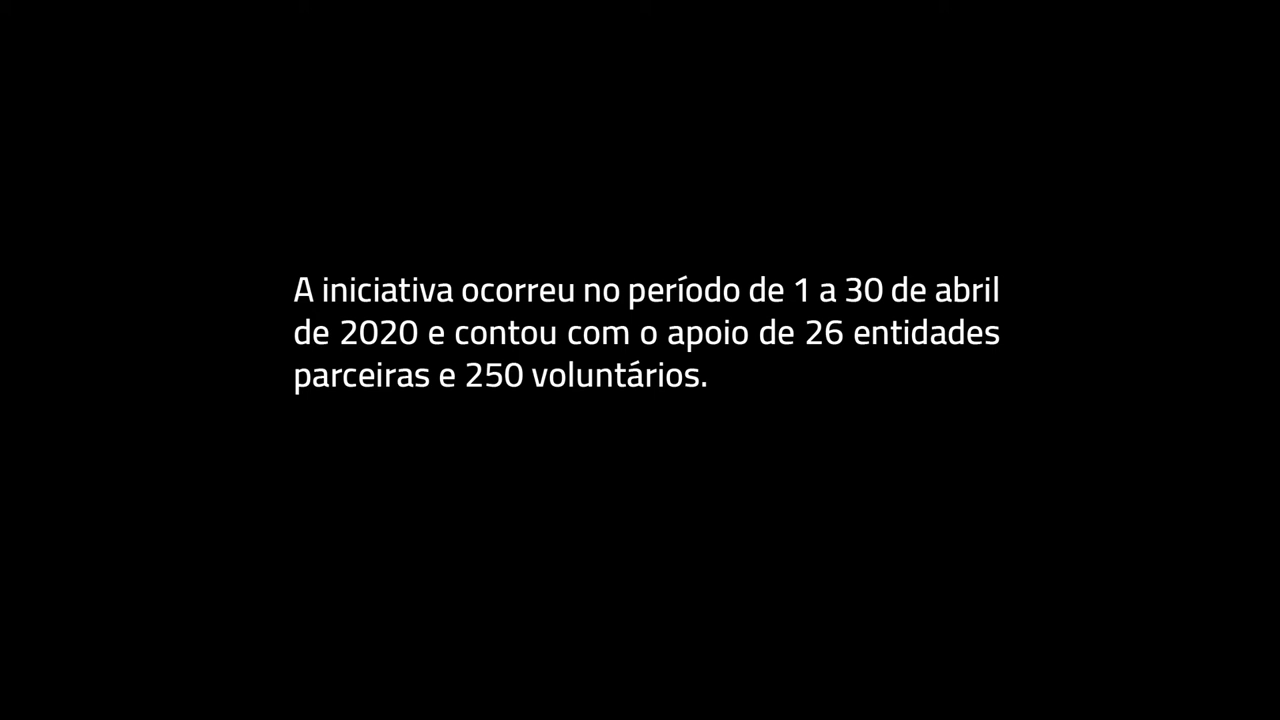 A iniciativa ocorreu no período de 1 a 30 de abril
de 2020 e contou com o apoio de 26 entidades
parceiras e 250 voluntários.